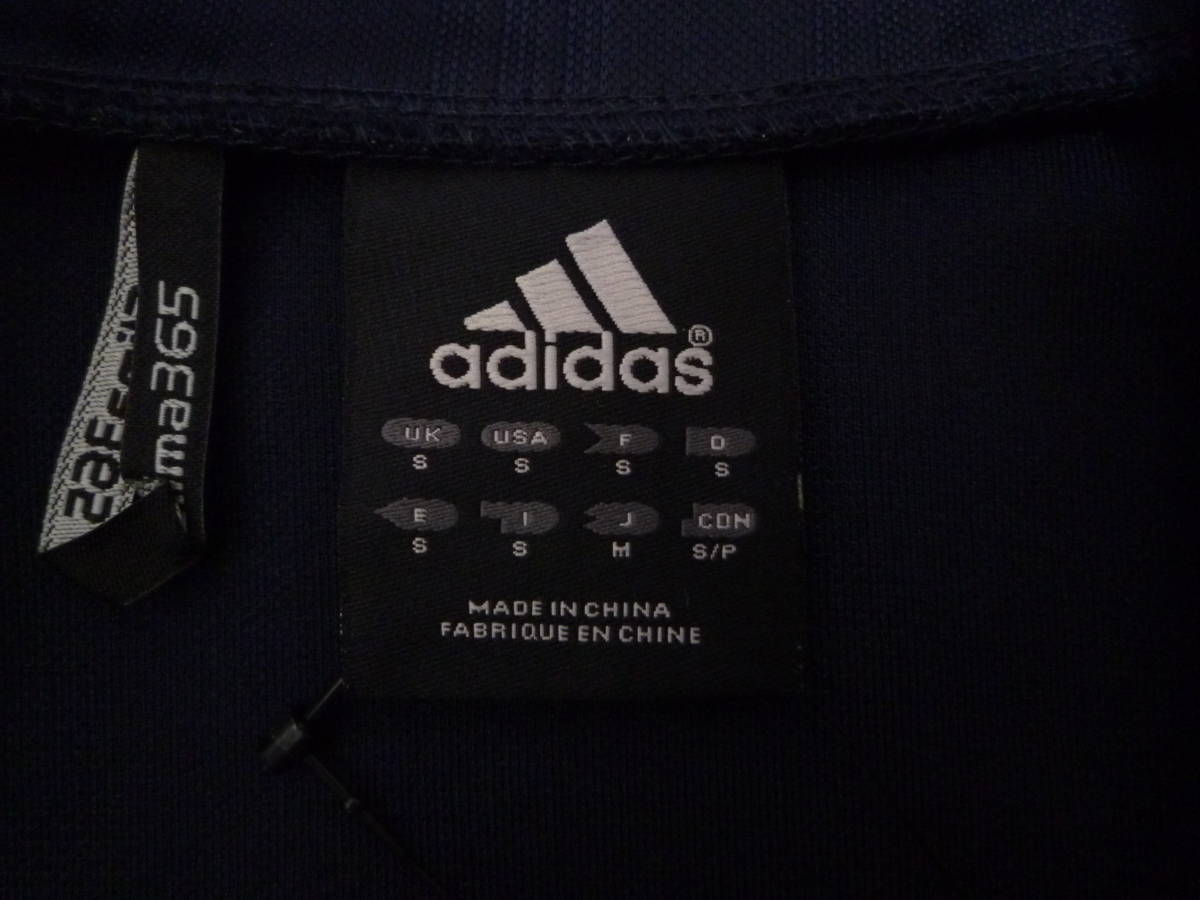 adidas®
UK USA F D
S S S S
E I J CDN
S S M S/P
MADE IN CHINA
FABRIQUE EN CHINE
ma365